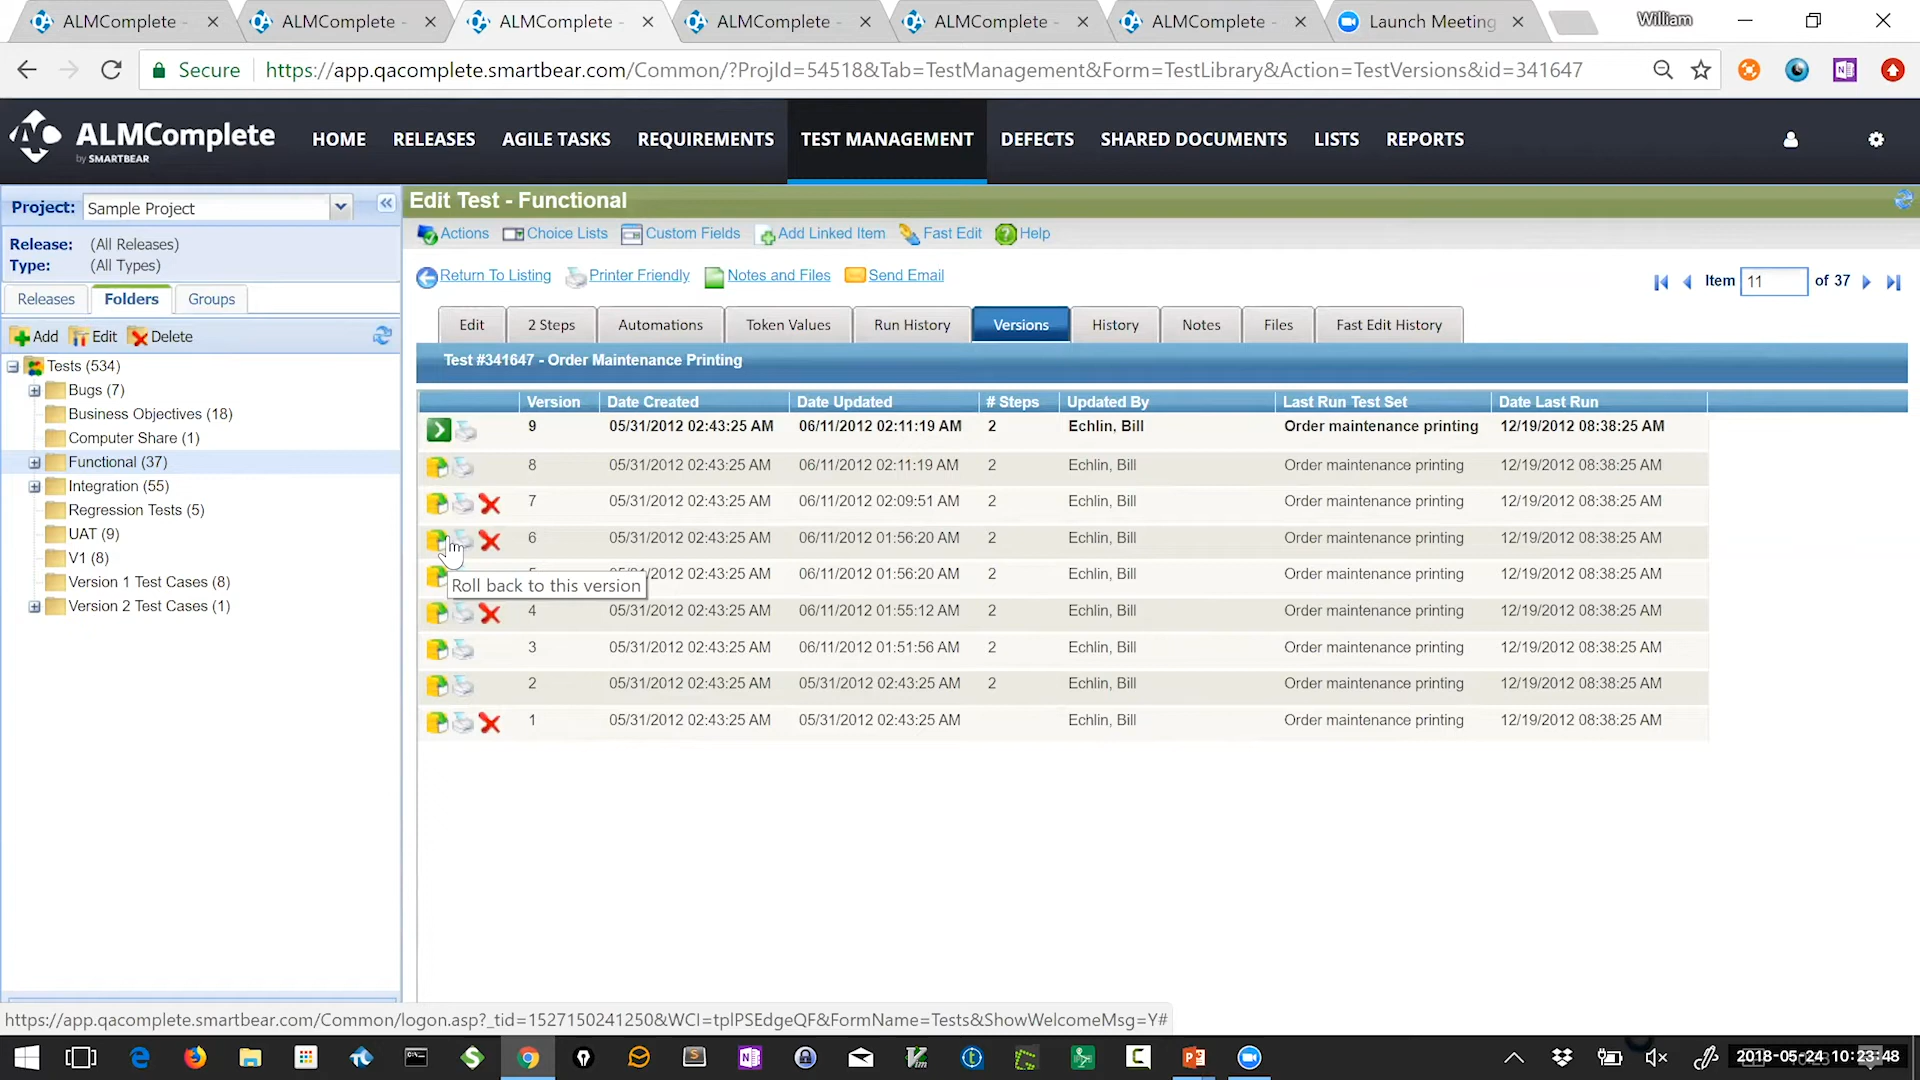 ALMComplete -
ALMComplete -
ALMComplete -
ALMComplete -
ALMComplete -
ALMComplete -
Launch Meeting
William
Secure
https://app.qacomplete.smartbear.com/Common/?ProjId=54518&Tab=TestManagement&Form=TestLibrary&Action=TestVersions&id=341647
ALMComplete
by SMARTBEAR
HOME
RELEASES
AGILE TASKS
REQUIREMENTS
TEST MANAGEMENT
DEFECTS
SHARED DOCUMENTS
LISTS
REPORTS
Project: Sample Project
Release: (All Releases)
Type: (All Types)
Releases
Folders
Groups
Add
Edit
Delete
Tests (534)
Bugs (7)
Business Objectives (18)
Computer Share (1)
Functional (37)
Integration (55)
Regression Tests (5)
UAT (9)
V1 (8)
Version 1 Test Cases (8)
Version 2 Test Cases (1)
Edit Test - Functional
Actions
Choice Lists
Custom Fields
Add Linked Item
Fast Edit
Help
Return To Listing
Printer Friendly
Notes and Files
Send Email
Item 11 of 37
Edit
2 Steps
Automations
Token Values
Run History
Versions
History
Notes
Files
Fast Edit History
Test #341647 - Order Maintenance Printing
Version Date Created Date Updated # Steps Updated By Last Run Test Set Date Last Run
9 05/31/2012 02:43:25 AM 06/11/2012 02:11:19 AM 2 Echlin, Bill Order maintenance printing 12/19/2012 08:38:25 AM
8 05/31/2012 02:43:25 AM 06/11/2012 02:11:19 AM 2 Echlin, Bill Order maintenance printing 12/19/2012 08:38:25 AM
7 05/31/2012 02:43:25 AM 06/11/2012 02:09:51 AM 2 Echlin, Bill Order maintenance printing 12/19/2012 08:38:25 AM
6 05/31/2012 02:43:25 AM 06/11/2012 01:56:20 AM 2 Echlin, Bill Order maintenance printing 12/19/2012 08:38:25 AM
02:43:25 AM 06/11/2012 01:56:20 AM 2 Echlin, Bill Order maintenance printing 12/19/2012 08:38:25 AM
Roll back to this version
4 05/31/2012 02:43:25 AM 06/11/2012 01:55:12 AM 2 Echlin, Bill Order maintenance printing 12/19/2012 08:38:25 AM
3 05/31/2012 02:43:25 AM 06/11/2012 01:51:56 AM 2 Echlin, Bill Order maintenance printing 12/19/2012 08:38:25 AM
2 05/31/2012 02:43:25 AM 05/31/2012 02:43:25 AM 2 Echlin, Bill Order maintenance printing 12/19/2012 08:38:25 AM
1 05/31/2012 02:43:25 AM 05/31/2012 02:43:25 AM Echlin, Bill Order maintenance printing 12/19/2012 08:38:25 AM
https://app.qacomplete.smartbear.com/Common/logon.asp?_tid=1527150241250&WCI=tplPSEdgeQF&FormName=Tests&ShowWelcomeMsg=Y#
2018-05-24 10:23:48